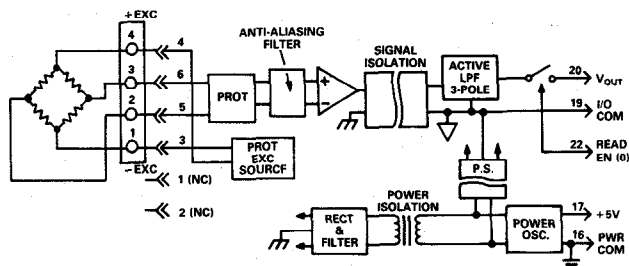 +EXC
4
4
3
6
2
5
1
3
−EXC
1 (NC)
2 (NC)
PROT
ANTI-ALIASING
FILTER
+
−
SIGNAL
ISOLATION
ACTIVE
LPF
3-POLE
20
VOUT
19
I/O
COM
22
READ
EN (0)
PROT
EXC
SOURCF
P.S.
POWER
ISOLATION
RECT
&
FILTER
POWER
OSC.
17
+5V
16
PWR
COM